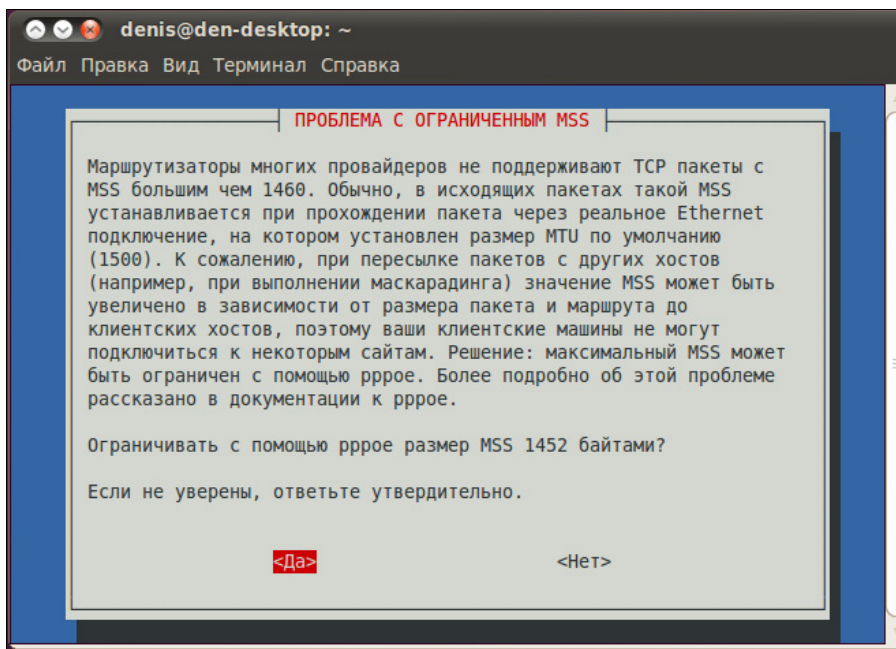 denis@den-desktop: ~
Файл Правка Вид Терминал Справка
ПРОБЛЕМА С ОГРАНИЧЕННЫМ MSS
Маршрутизаторы многих провайдеров не поддерживают TCP пакеты с
MSS большим чем 1460. Обычно, в исходящих пакетах такой MSS
устанавливается при прохождении пакета через реальное Ethernet
подключение, на котором установлен размер MTU по умолчанию
(1500). К сожалению, при пересылке пакетов с других хостов
(например, при выполнении маскарадинга) значение MSS может быть
увеличено в зависимости от размера пакета и маршрута до
клиентских хостов, поэтому ваши клиентские машины не могут
подключиться к некоторым сайтам. Решение: максимальный MSS может
быть ограничен с помощью pppoe. Более подробно об этой проблеме
рассказано в документации к pppoe.
Ограничивать с помощью pppoe размер MSS 1452 байтами?
Если не уверены, ответьте утвердительно.
<Да> <Нет>